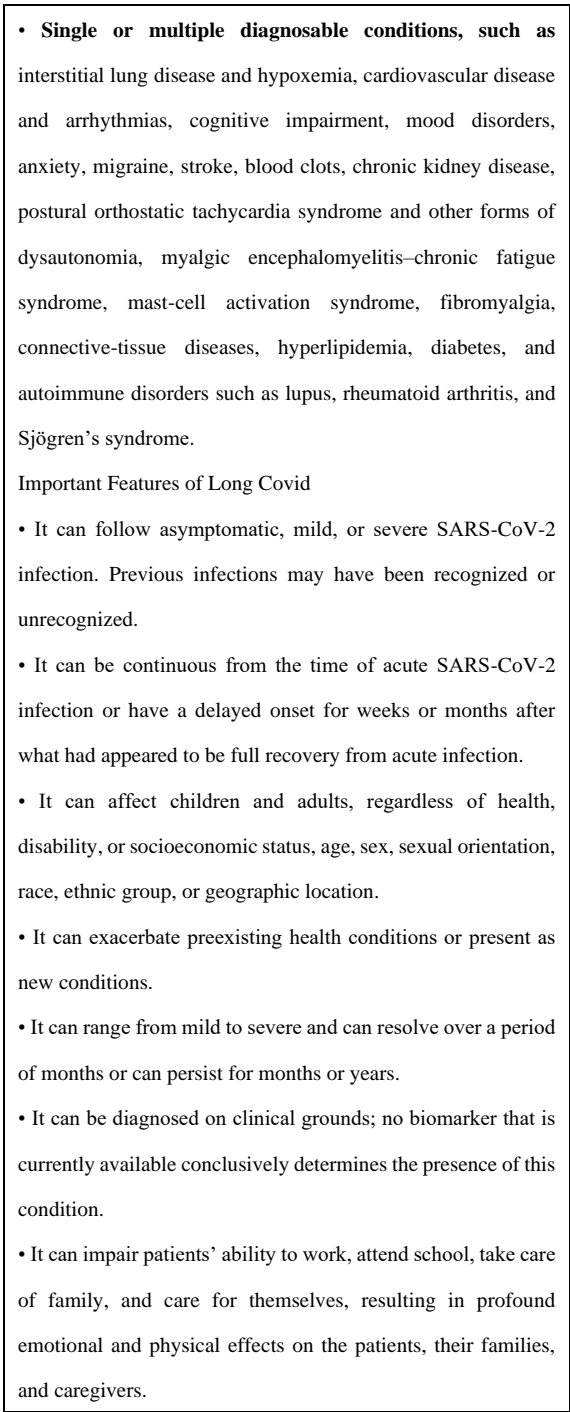 • Single or multiple diagnosable conditions, such as
interstitial lung disease and hypoxemia, cardiovascular disease
and arrhythmias, cognitive impairment, mood disorders,
anxiety, migraine, stroke, blood clots, chronic kidney disease,
postural orthostatic tachycardia syndrome and other forms of
dysautonomia, myalgic encephalomyelitis–chronic fatigue
syndrome, mast-cell activation syndrome, fibromyalgia,
connective-tissue diseases, hyperlipidemia, diabetes, and
autoimmune disorders such as lupus, rheumatoid arthritis, and
Sjögren’s syndrome.
Important Features of Long Covid
• It can follow asymptomatic, mild, or severe SARS-CoV-2
infection. Previous infections may have been recognized or
unrecognized.
• It can be continuous from the time of acute SARS-CoV-2
infection or have a delayed onset for weeks or months after
what had appeared to be full recovery from acute infection.
• It can affect children and adults, regardless of health,
disability, or socioeconomic status, age, sex, sexual orientation,
race, ethnic group, or geographic location.
• It can exacerbate preexisting health conditions or present as
new conditions.
• It can range from mild to severe and can resolve over a period
of months or can persist for months or years.
• It can be diagnosed on clinical grounds; no biomarker that is
currently available conclusively determines the presence of this
condition.
• It can impair patients’ ability to work, attend school, take care
of family, and care for themselves, resulting in profound
emotional and physical effects on the patients, their families,
and caregivers.